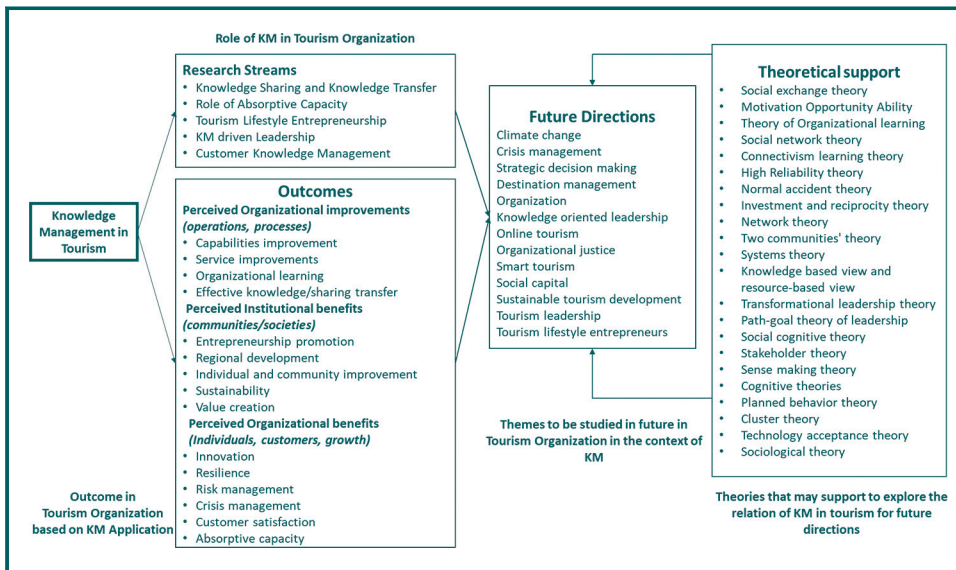 Role of KM in Tourism Organization
Research Streams
• Knowledge Sharing and Knowledge Transfer
• Role of Absorptive Capacity
• Tourism Lifestyle Entrepreneurship
• KM driven Leadership
• Customer Knowledge Management
Knowledge
Management in
Tourism
Outcomes
Perceived Organizational improvements
(operations, processes)
• Capabilities improvement
• Service improvements
• Organizational learning
• Effective knowledge/sharing transfer
Perceived Institutional benefits
(communities/societies)
• Entrepreneurship promotion
• Regional development
• Individual and community improvement
• Sustainability
• Value creation
Perceived Organizational benefits
(Individuals, customers, growth)
• Innovation
• Resilience
• Risk management
• Crisis management
• Customer satisfaction
• Absorptive capacity
Outcome in
Tourism Organization
based on KM Application
Future Directions
Climate change
Crisis management
Strategic decision making
Destination management
Organization
Knowledge oriented leadership
Online tourism
Organizational justice
Smart tourism
Social capital
Sustainable tourism development
Tourism leadership
Tourism lifestyle entrepreneurs
Themes to be studied in future in
Tourism Organization in the context of
KM
Theoretical support
• Social exchange theory
• Motivation Opportunity Ability
• Theory of Organizational learning
• Social network theory
• Connectivism learning theory
• High Reliability theory
• Normal accident theory
• Investment and reciprocity theory
• Network theory
• Two communities' theory
• Systems theory
• Knowledge based view and
resource-based view
• Transformational leadership theory
• Path-goal theory of leadership
• Social cognitive theory
• Stakeholder theory
• Sense making theory
• Cognitive theories
• Planned behavior theory
• Cluster theory
• Technology acceptance theory
• Sociological theory
Theories that may support to explore the
relation of KM in tourism for future
directions